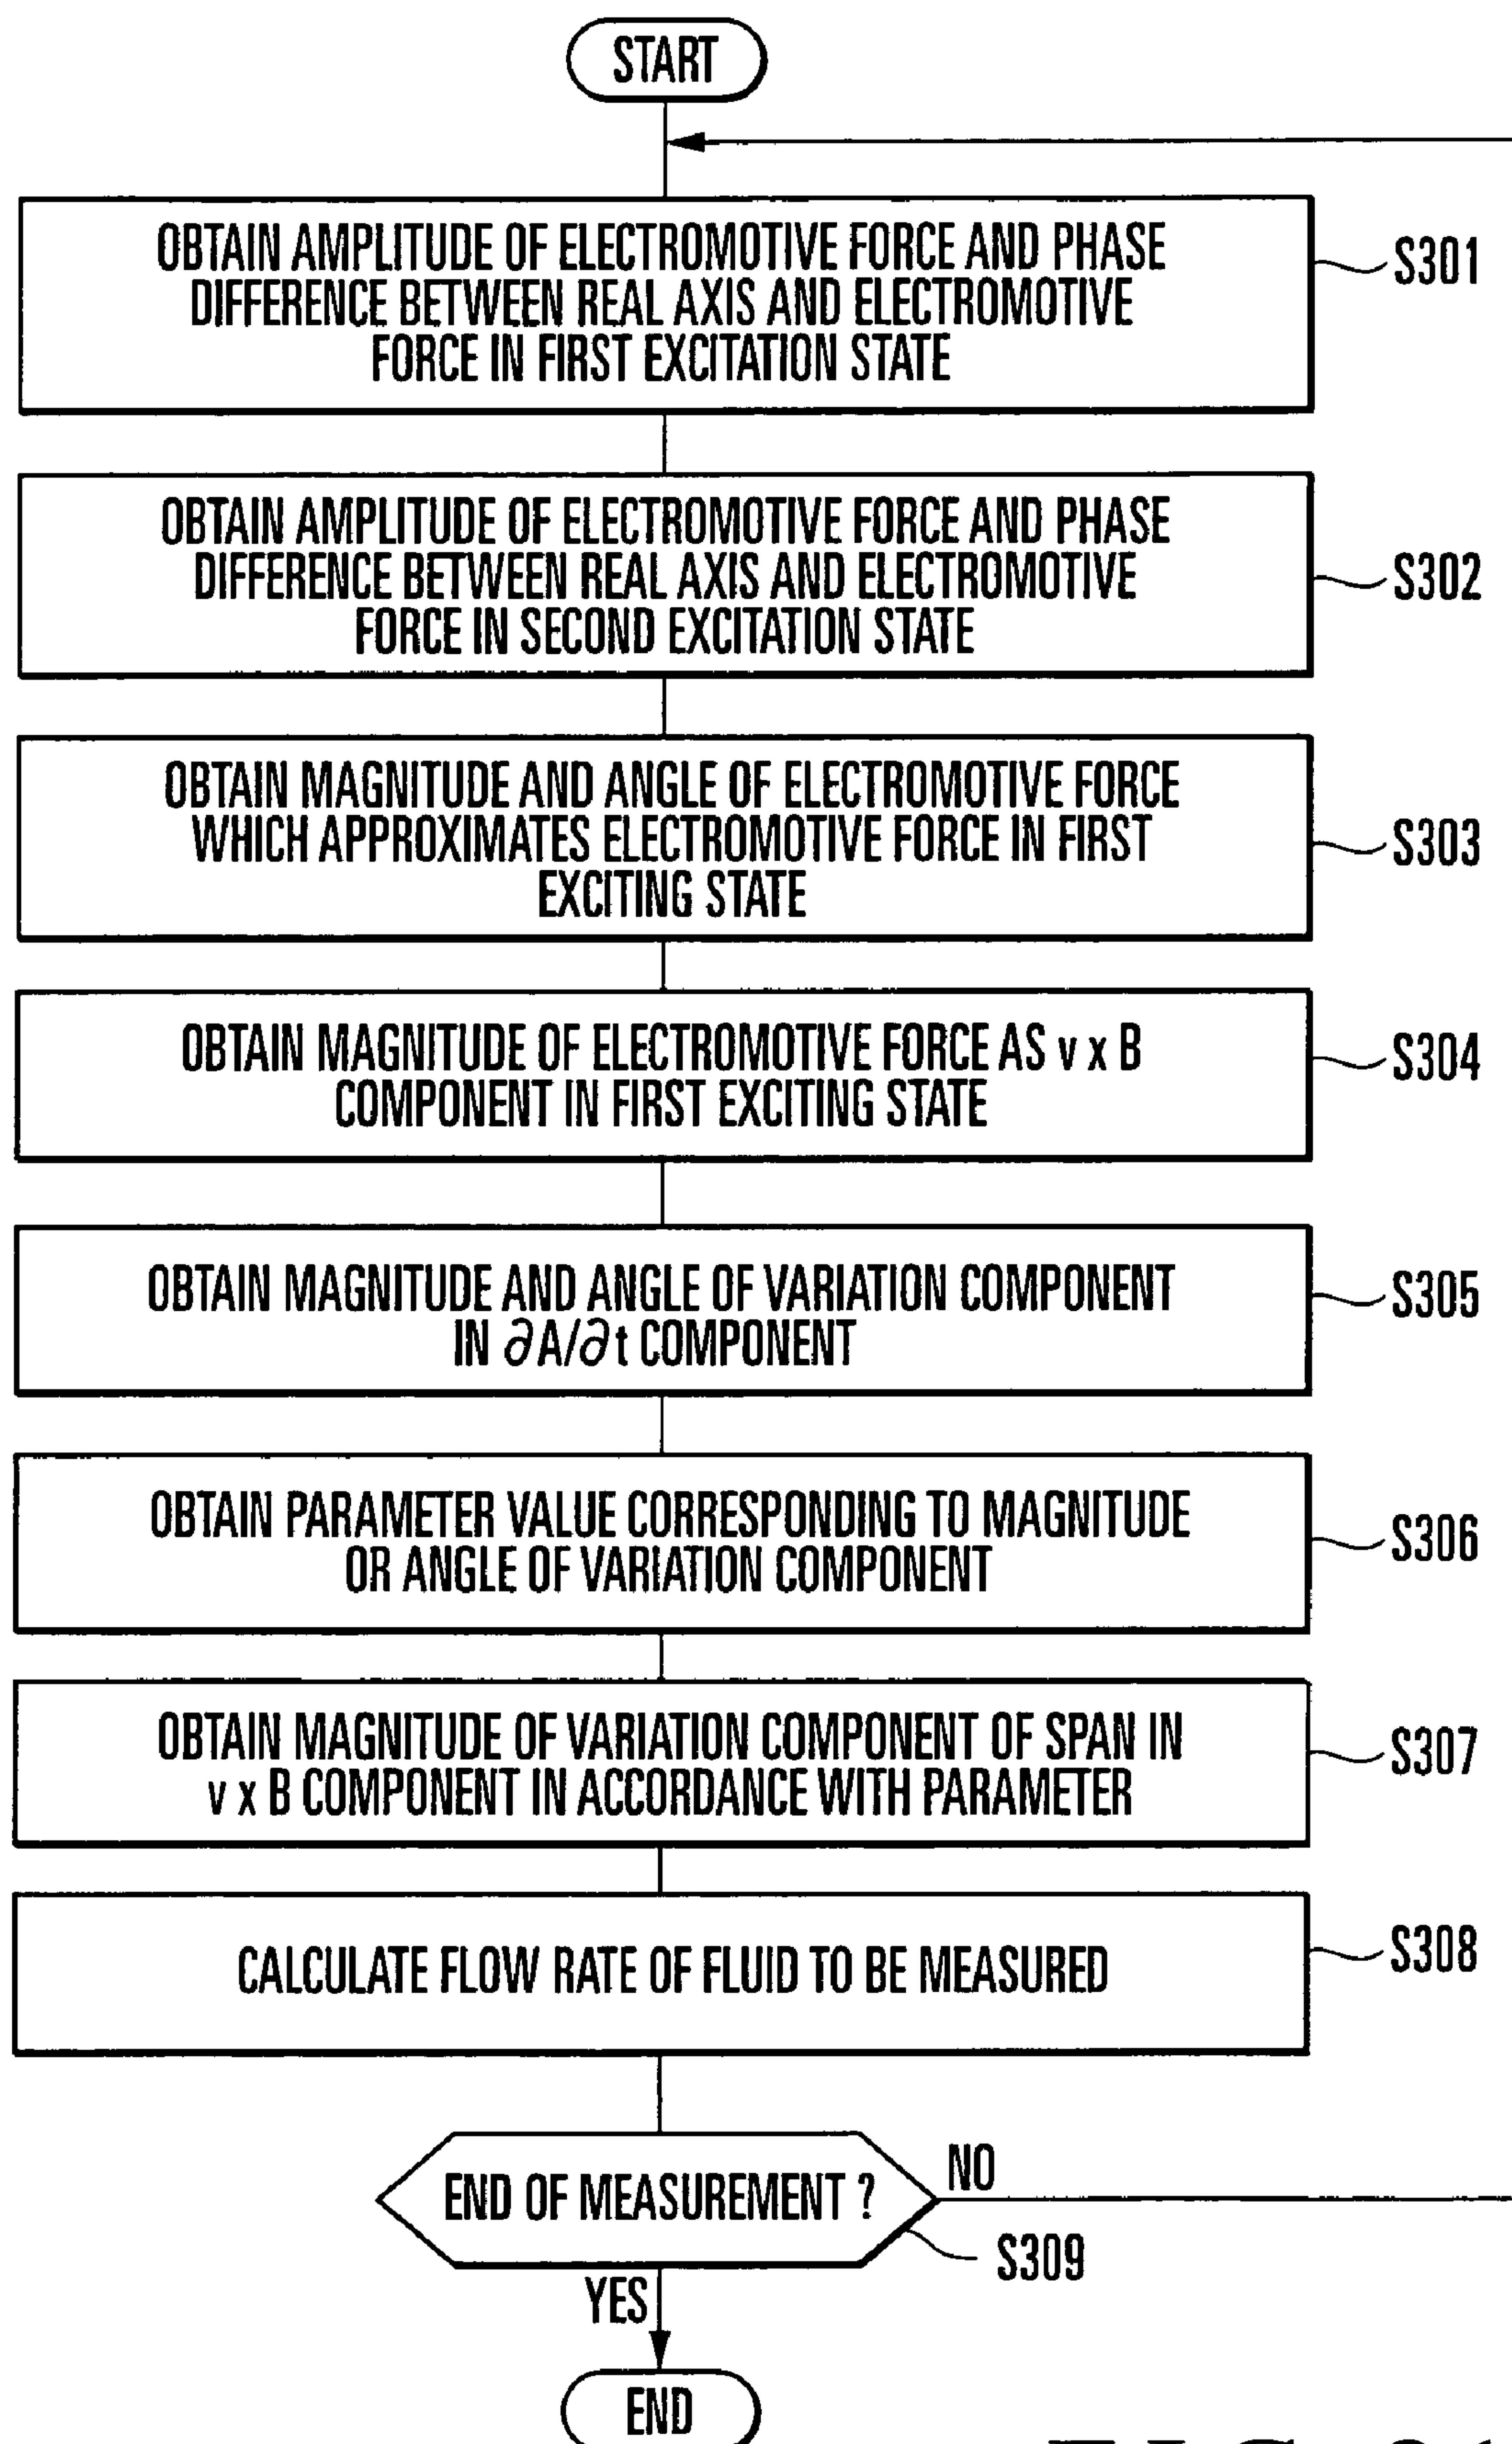 START
OBTAIN AMPLITUDE OF ELECTROMOTIVE FORCE AND PHASE
DIFFERENCE BETWEEN REAL AXIS AND ELECTROMOTIVE
FORCE IN FIRST EXCITATION STATE
S301
OBTAIN AMPLITUDE OF ELECTROMOTIVE FORCE AND PHASE
DIFFERENCE BETWEEN REAL AXIS AND ELECTROMOTIVE
FORCE IN SECOND EXCITATION STATE
S302
OBTAIN MAGNITUDE AND ANGLE OF ELECTROMOTIVE FORCE
WHICH APPROXIMATES ELECTROMOTIVE FORCE IN FIRST
EXCITING STATE
S303
OBTAIN MAGNITUDE OF ELECTROMOTIVE FORCE AS v x B
COMPONENT IN FIRST EXCITING STATE
S304
OBTAIN MAGNITUDE AND ANGLE OF VARIATION COMPONENT
IN ∂A/∂t COMPONENT
S305
OBTAIN PARAMETER VALUE CORRESPONDING TO MAGNITUDE
OR ANGLE OF VARIATION COMPONENT
S306
OBTAIN MAGNITUDE OF VARIATION COMPONENT OF SPAN IN
v x B COMPONENT IN ACCORDANCE WITH PARAMETER
S307
CALCULATE FLOW RATE OF FLUID TO BE MEASURED
S308
END OF MEASUREMENT ?
NO
S309
YES
END